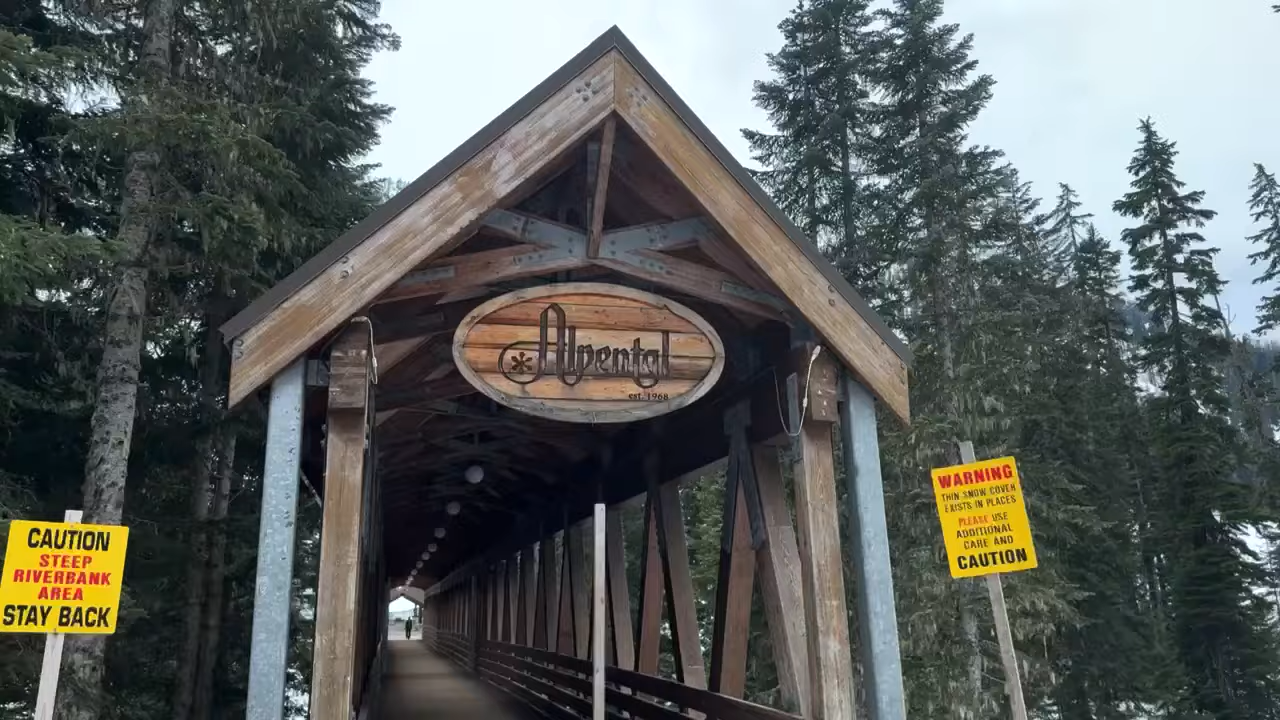 Alpental
est. 1968
CAUTION
STEEP
RIVERBANK
AREA
STAY BACK
WARNING
THIN SNOW COVER
EXISTS IN PLACES
PLEASE USE
ADDITIONAL
CARE AND
CAUTION